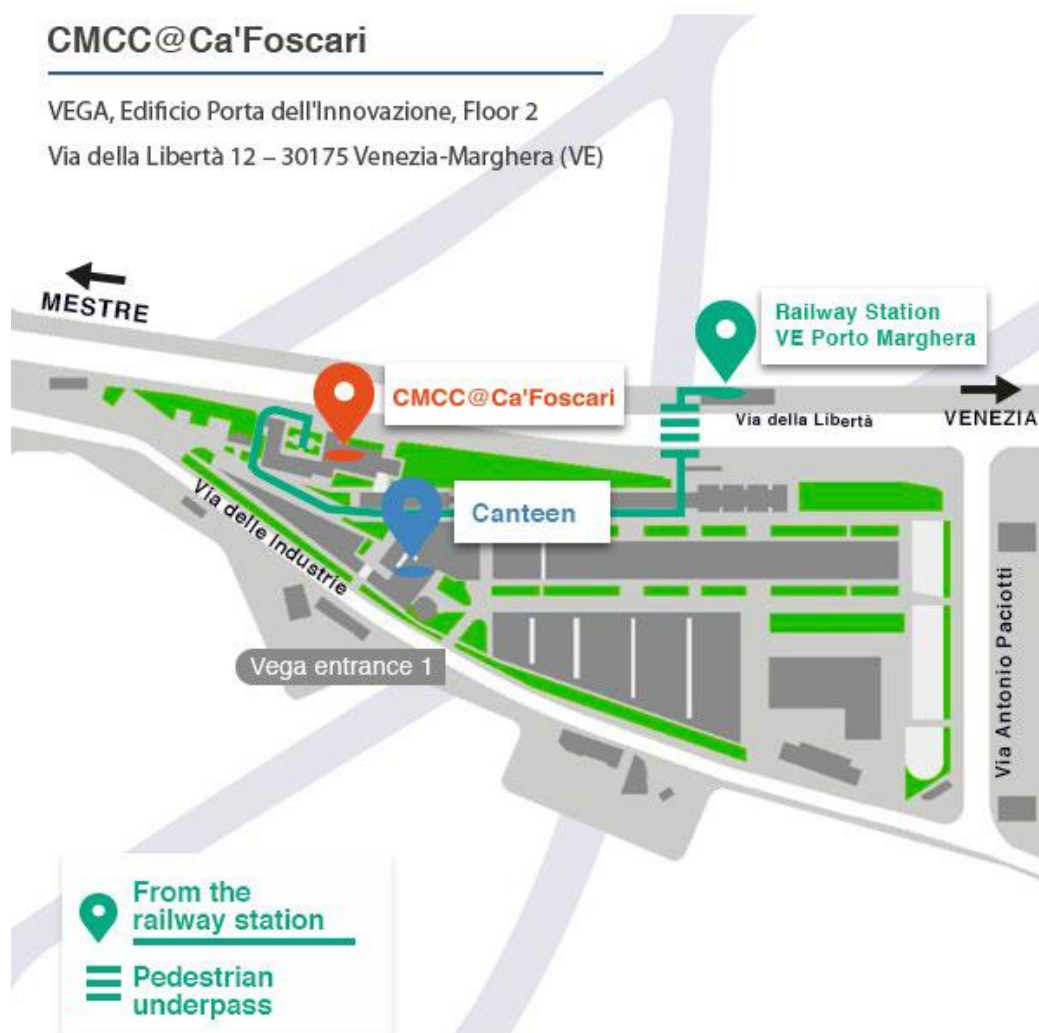 CMCC@Ca'Foscari
VEGA, Edificio Porta dell'Innovazione, Floor 2
Via della Libertà 12 – 30175 Venezia-Marghera (VE)
MESTRE
Railway Station
VE Porto Marghera
CMCC@Ca'Foscari
Via della Libertà
VENEZIA
Canteen
Via delle Industrie
Via Antonio Paciotti
Vega entrance 1
From the
railway station
Pedestrian
underpass